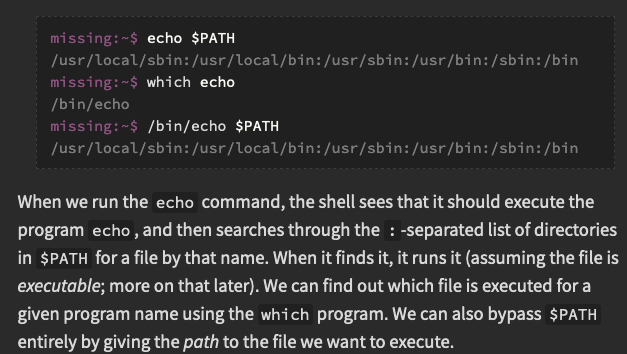 missing:~$ echo $PATH
/usr/local/sbin:/usr/local/bin:/usr/sbin:/usr/bin:/sbin:/bin
missing:~$ which echo
/bin/echo
missing:~$ /bin/echo $PATH
/usr/local/sbin:/usr/local/bin:/usr/sbin:/usr/bin:/sbin:/bin
When we run the echo command, the shell sees that it should execute the
program echo, and then searches through the :-separated list of directories
in $PATH for a file by that name. When it finds it, it runs it (assuming the file is
executable; more on that later). We can find out which file is executed for a
given program name using the which program. We can also bypass $PATH
entirely by giving the path to the file we want to execute.